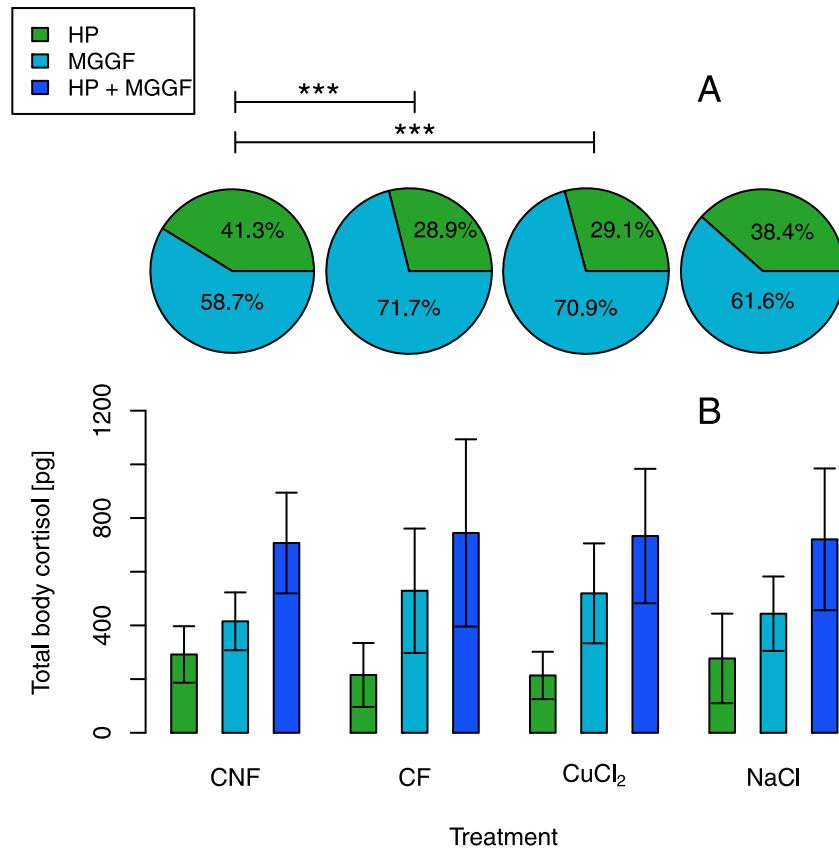 HP
MGGF
HP + MGGF
A
***
***
41.3%
58.7%
28.9%
71.7%
29.1%
70.9%
38.4%
61.6%
B
Total body cortisol [pg]
1200
800
400
0
CNF
CF
CuCl₂
NaCl
Treatment